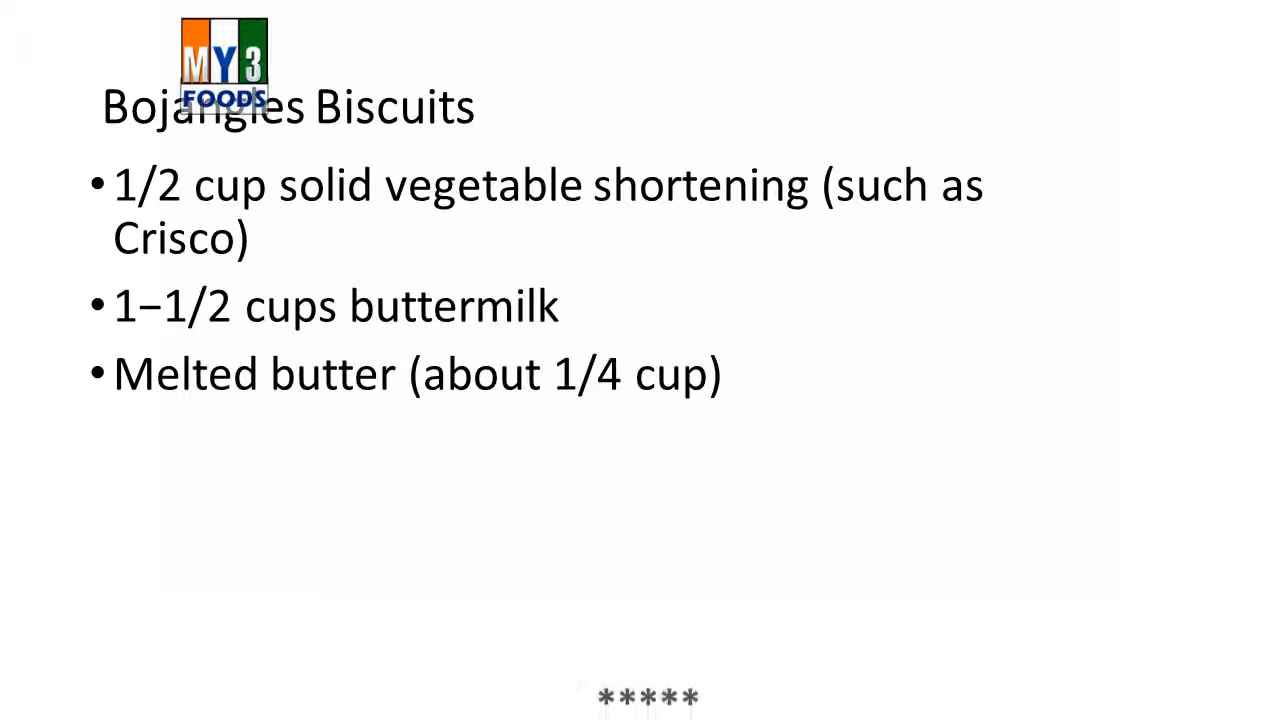 MY3
FOODS
Bojangles Biscuits
• 1/2 cup solid vegetable shortening (such as
Crisco)
• 1−1/2 cups buttermilk
• Melted butter (about 1/4 cup)
*****